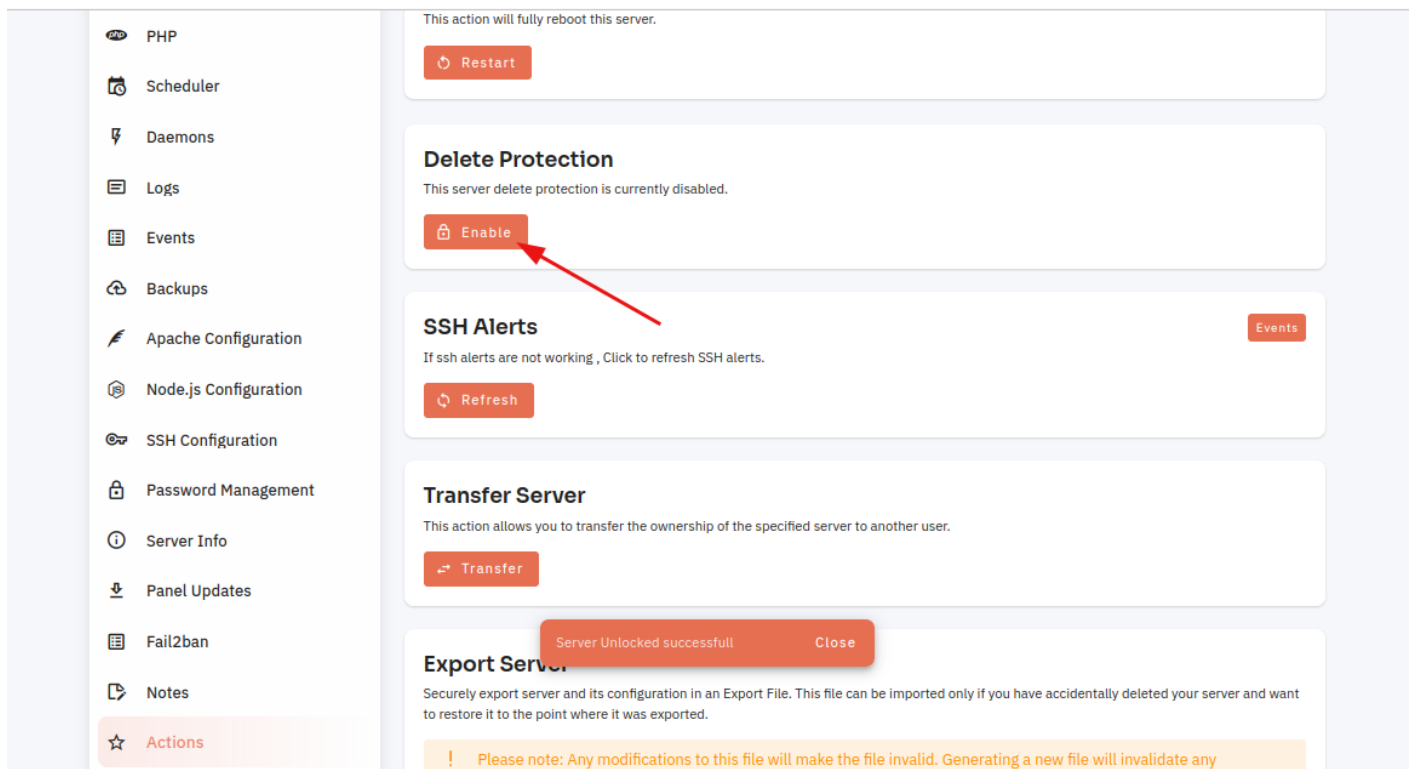 PHP
Scheduler
Daemons
Logs
Events
Backups
Apache Configuration
Node.js Configuration
SSH Configuration
Password Management
Server Info
Panel Updates
Fail2ban
Notes
Actions
This action will fully reboot this server.
Restart
Delete Protection
This server delete protection is currently disabled.
Enable
SSH Alerts
Events
If ssh alerts are not working , Click to refresh SSH alerts.
Refresh
Transfer Server
This action allows you to transfer the ownership of the specified server to another user.
Transfer
Server Unlocked successfull
Close
Export Server
Securely export server and its configuration in an Export File. This file can be imported only if you have accidentally deleted your server and want
to restore it to the point where it was exported.
! Please note: Any modifications to this file will make the file invalid. Generating a new file will invalidate any